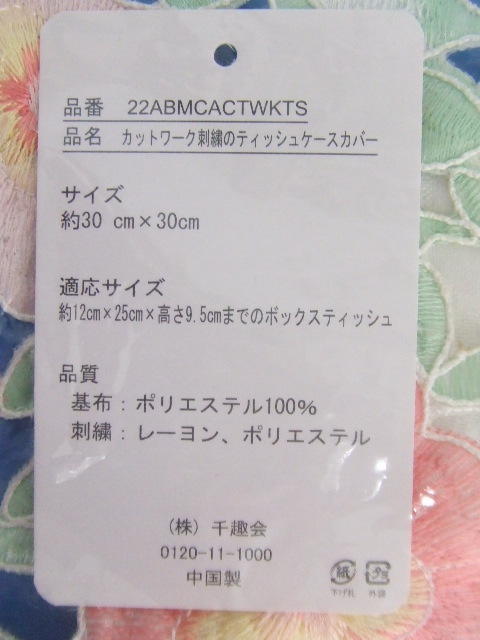 品番 22ABMCACTWKTS
品名 カットワーク刺繍のティッシュケースカバー
サイズ
約30 cm×30cm
適応サイズ
約12cm×25cm×高さ9.5cmまでのボックスティッシュ
品質
基布：ポリエステル100%
刺繍：レーヨン、ポリエステル
(株) 千趣会
0120-11-1000
中国製
紙 プラ
下げ札 外袋